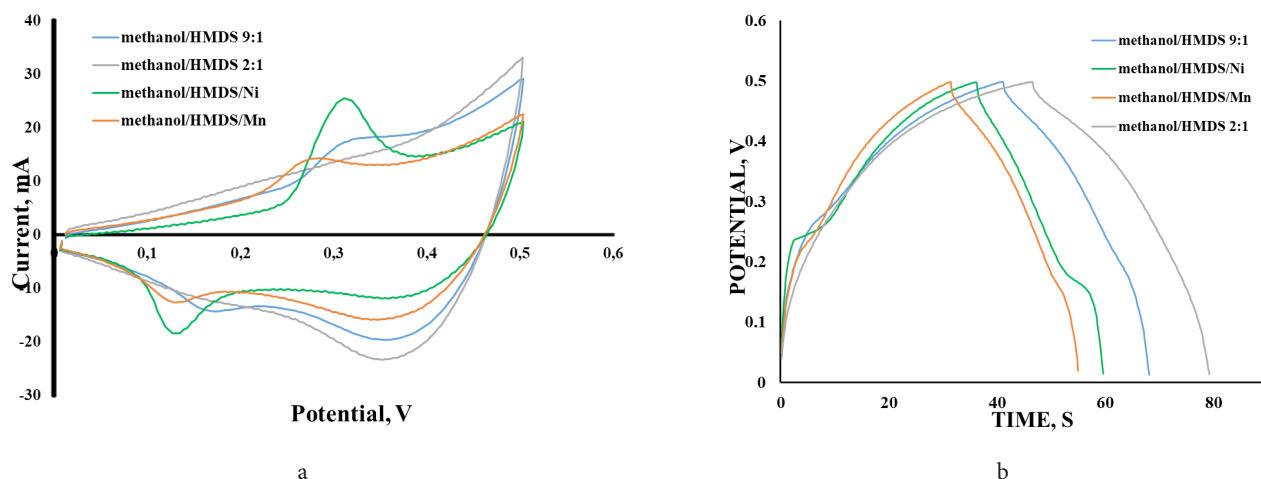 40
30
20
10
0
-10
-20
-30
Current, mA
methanol/HMDS 9:1
methanol/HMDS 2:1
methanol/HMDS/Ni
methanol/HMDS/Mn
0 0,1 0,2 0,3 0,4 0,5 0,6
Potential, V
a
0.6
0.5
0.4
0.3
0.2
0.1
0
POTENTIAL, V
methanol/HMDS 9:1
methanol/HMDS/Ni
methanol/HMDS/Mn
methanol/HMDS 2:1
0 20 40 60 80
TIME, S
b